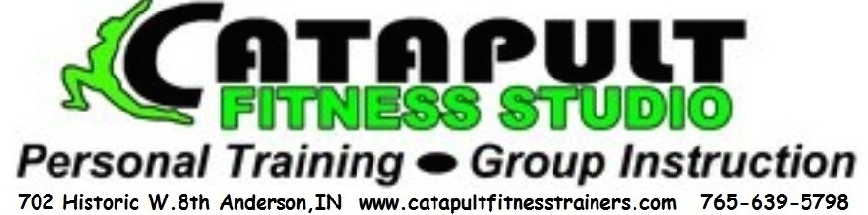 CATAPULT
FITNESS STUDIO
Personal Training ● Group Instruction
702 Historic W.8th Anderson,IN www.catapultfitnesstrainers.com 765-639-5798